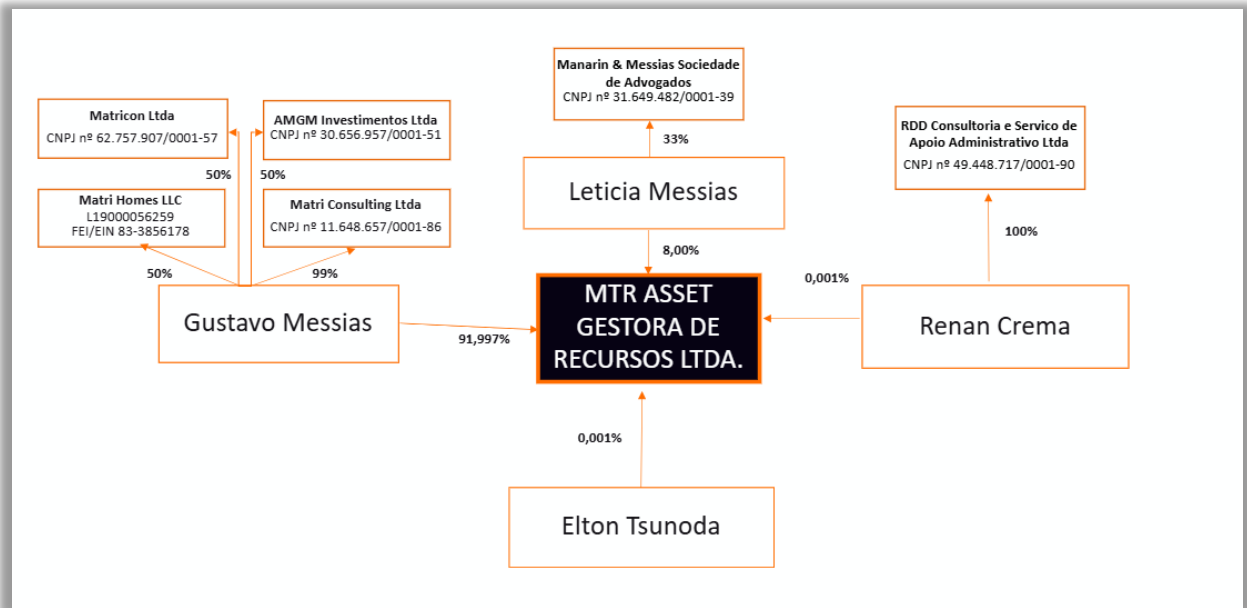 Manarin & Messias Sociedade
de Advogados
CNPJ nº 31.649.482/0001-39
33%
Leticia Messias
8,00%
Matricon Ltda
CNPJ nº 62.757.907/0001-57
50%
AMGM Investimentos Ltda
CNPJ nº 30.656.957/0001-51
50%
Matri Homes LLC
L19000056259
FEI/EIN 83-3856178
50%
Matri Consulting Ltda
CNPJ nº 11.648.657/0001-86
99%
Gustavo Messias
91,997%
RDD Consultoria e Servico de
Apoio Administrativo Ltda
CNPJ nº 49.448.717/0001-90
100%
Renan Crema
0,001%
MTR ASSET
GESTORA DE
RECURSOS LTDA.
0,001%
Elton Tsunoda